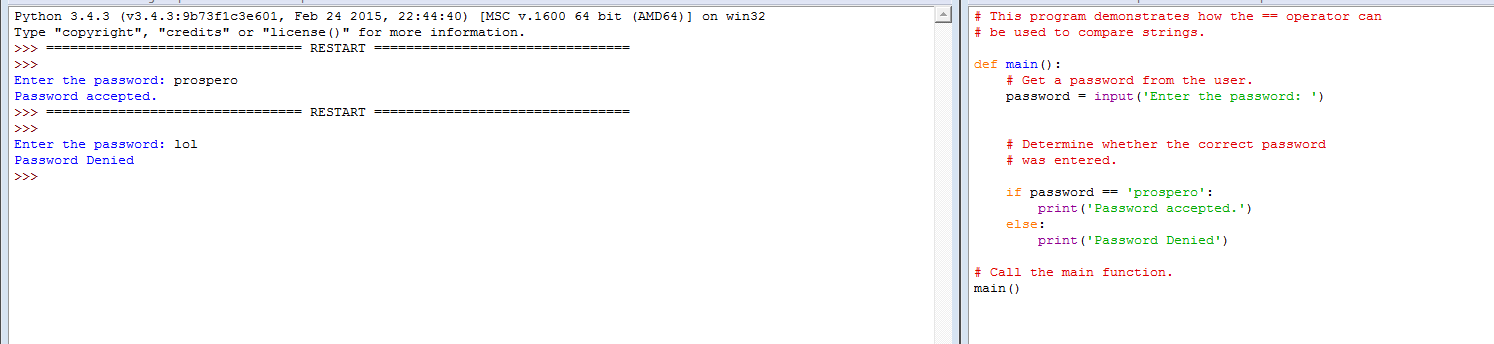 Python 3.4.3 (v3.4.3:9b73f1c3e601, Feb 24 2015, 22:44:40) [MSC v.1600 64 bit (AMD64)] on win32
Type "copyright", "credits" or "license()" for more information.
>>> ================================ RESTART ================================
>>>
Enter the password: prospero
Password accepted.
>>> ================================ RESTART ================================
>>>
Enter the password: lol
Password Denied
>>>
# This program demonstrates how the == operator can
# be used to compare strings.
def main():
# Get a password from the user.
password = input('Enter the password: ')
# Determine whether the correct password
# was entered.
if password == 'prospero':
print('Password accepted.')
else:
print('Password Denied')
# Call the main function.
main()